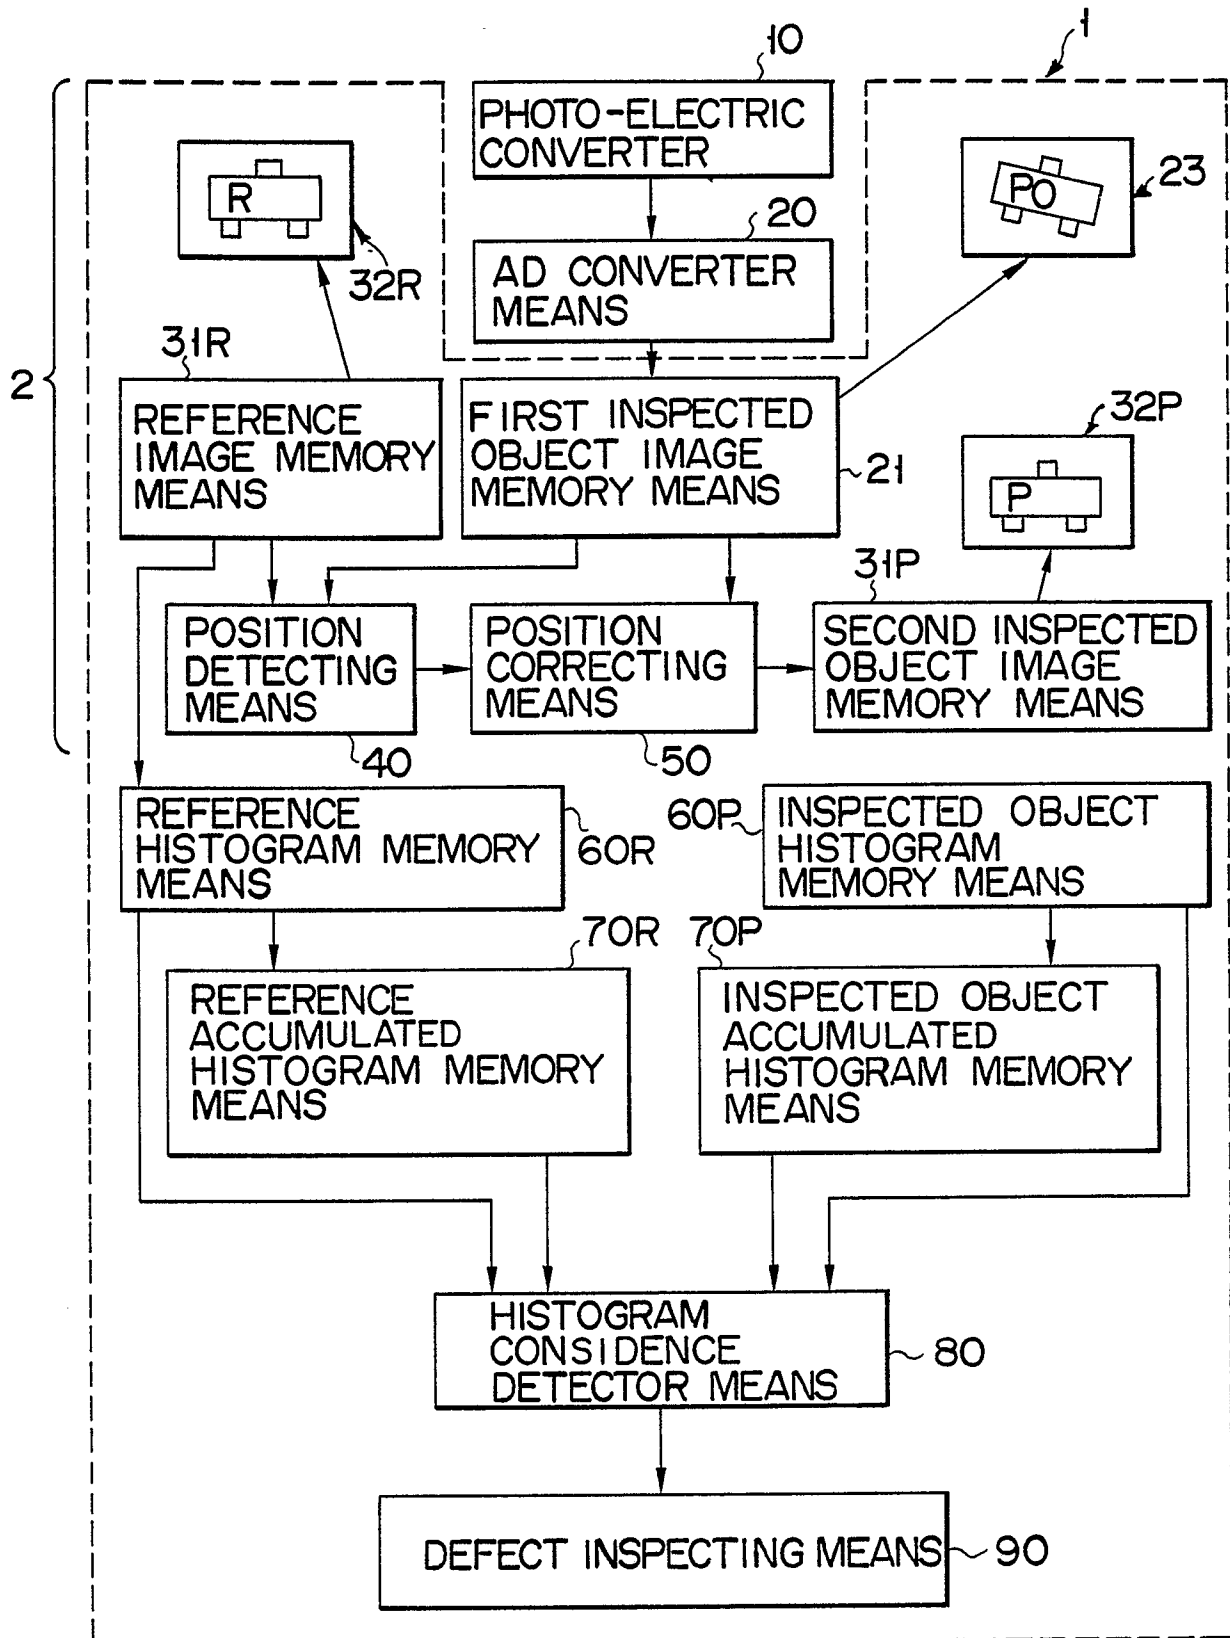 10
1
PHOTO-ELECTRIC
CONVERTER
R
32R
PO
23
20
AD CONVERTER
MEANS
2
31R
REFERENCE
IMAGE MEMORY
MEANS
FIRST INSPECTED
OBJECT IMAGE
MEMORY MEANS
21
32P
P
31P
POSITION
DETECTING
MEANS
40
POSITION
CORRECTING
MEANS
50
SECOND INSPECTED
OBJECT IMAGE
MEMORY MEANS
REFERENCE
HISTOGRAM MEMORY
MEANS
60R
60P
INSPECTED OBJECT
HISTOGRAM
MEMORY MEANS
70R
70P
REFERENCE
ACCUMULATED
HISTOGRAM MEMORY
MEANS
INSPECTED OBJECT
ACCUMULATED
HISTOGRAM MEMORY
MEANS
HISTOGRAM
CONSIDENCE
DETECTOR MEANS
80
DEFECT INSPECTING MEANS
90